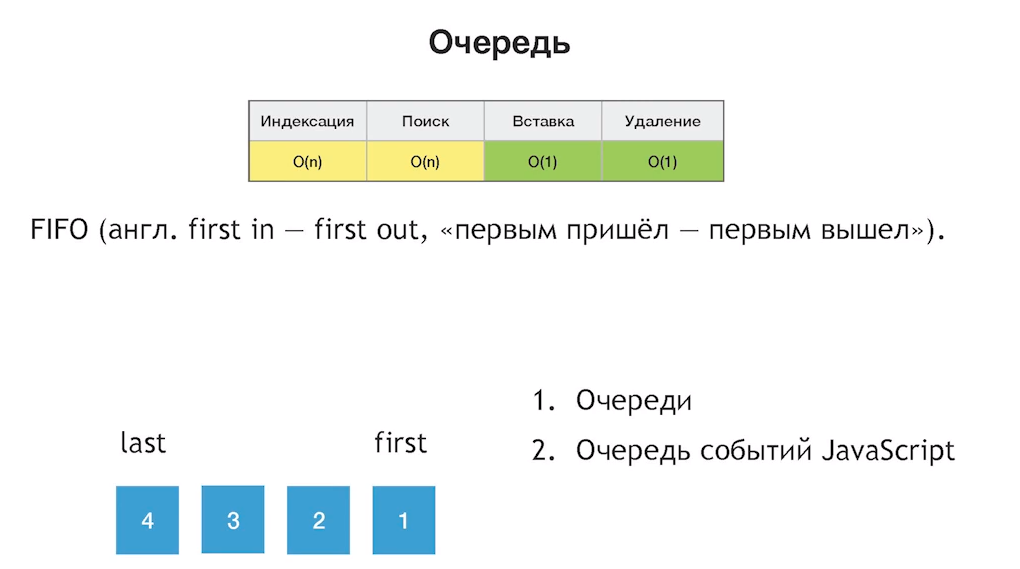 Очередь
Индексация Поиск Вставка Удаление
O(n) O(n) O(1) O(1)
FIFO (англ. first in — first out, «первым пришёл — первым вышел»).
1. Очереди
2. Очередь событий JavaScript
last first
4 3 2 1